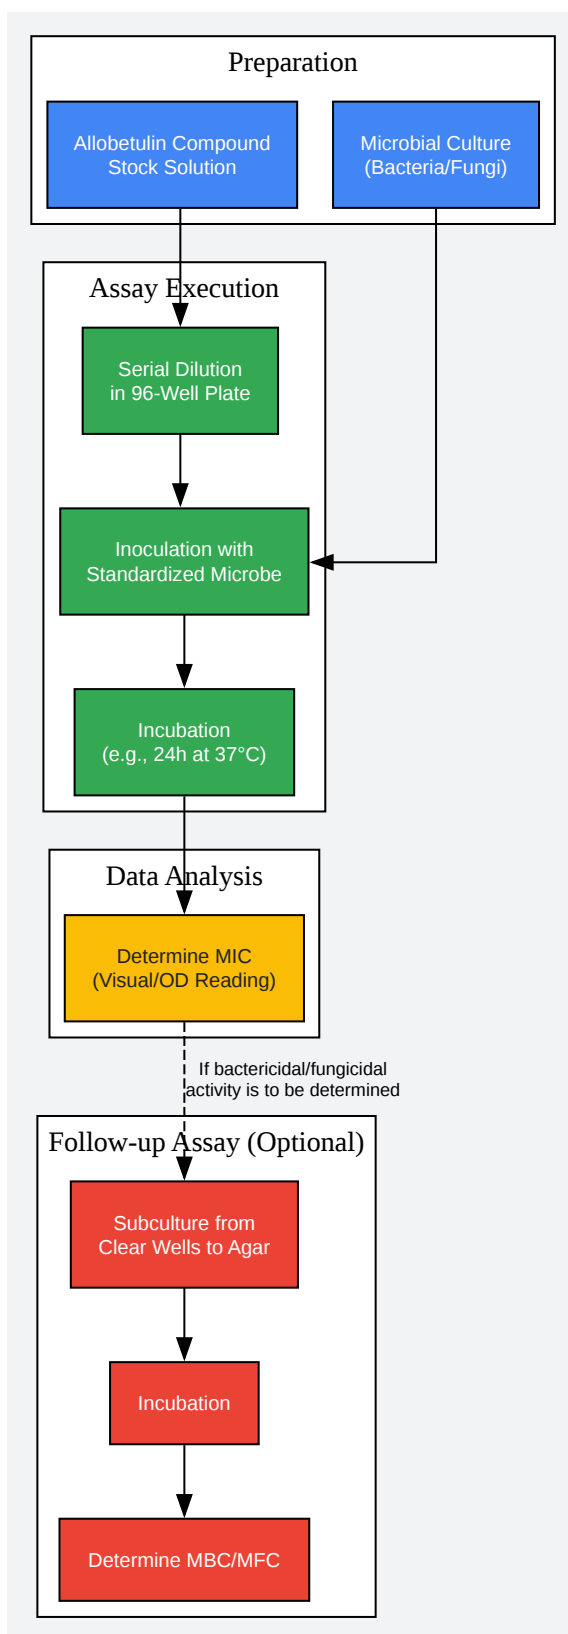 Preparation
Allobetulin Compound
Stock Solution
Microbial Culture
(Bacteria/Fungi)
Assay Execution
Serial Dilution
in 96-Well Plate
Inoculation with
Standardized Microbe
Incubation
(e.g., 24h at 37°C)
Data Analysis
Determine MIC
(Visual/OD Reading)
If bactericidal/fungicidal
activity is to be determined
Follow-up Assay (Optional)
Subculture from
Clear Wells to Agar
Incubation
Determine MBC/MFC